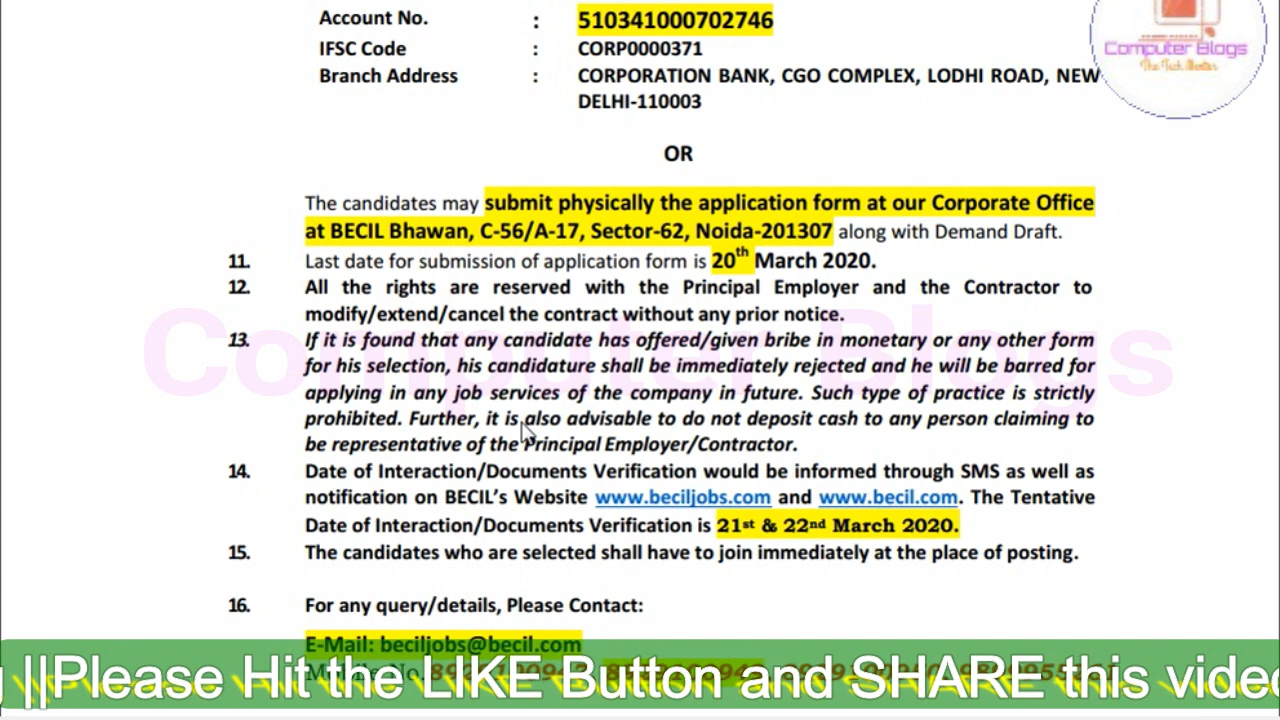 Account No. : 510341000702746
IFSC Code : CORP0000371
Branch Address : CORPORATION BANK, CGO COMPLEX, LODHI ROAD, NEW
DELHI-110003
Computer Blogs
The Tech Master
OR
The candidates may submit physically the application form at our Corporate Office
at BECIL Bhawan, C-56/A-17, Sector-62, Noida-201307 along with Demand Draft.
11. Last date for submission of application form is 20th March 2020.
12. All the rights are reserved with the Principal Employer and the Contractor to
modify/extend/cancel the contract without any prior notice.
13. If it is found that any candidate has offered/given bribe in monetary or any other form
for his selection, his candidature shall be immediately rejected and he will be barred for
applying in any job services of the company in future. Such type of practice is strictly
prohibited. Further, it is also advisable to do not deposit cash to any person claiming to
be representative of the Principal Employer/Contractor.
Computer Blogs
14. Date of Interaction/Documents Verification would be informed through SMS as well as
notification on BECIL's Website www.beciljobs.com and www.becil.com. The Tentative
Date of Interaction/Documents Verification is 21st & 22nd March 2020.
15. The candidates who are selected shall have to join immediately at the place of posting.
16. For any query/details, Please Contact:
E-Mail: beciljobs@becil.com
Mobile No.
||Please Hit the LIKE Button and SHARE this video